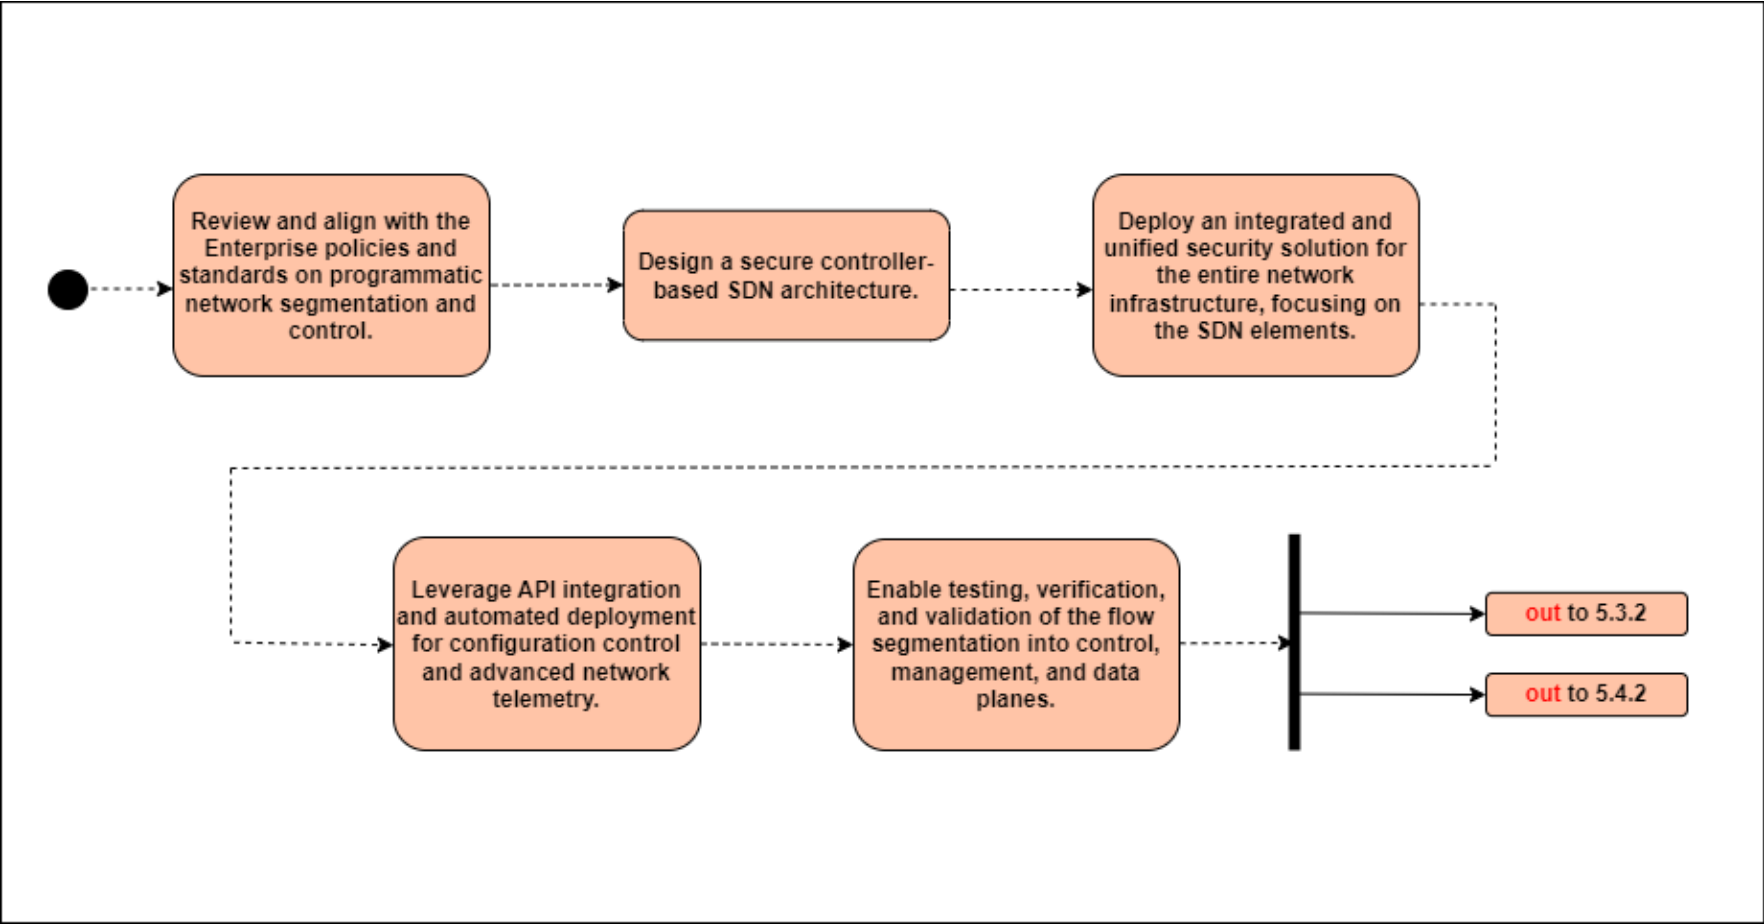 Review and align with the
Enterprise policies and
standards on programmatic
network segmentation and
control.
Design a secure controller-
based SDN architecture.
Deploy an integrated and
unified security solution for
the entire network
infrastructure, focusing on
the SDN elements.
Leverage API integration
and automated deployment
for configuration control
and advanced network
telemetry.
Enable testing, verification,
and validation of the flow
segmentation into control,
management, and data
planes.
out to 5.3.2
out to 5.4.2